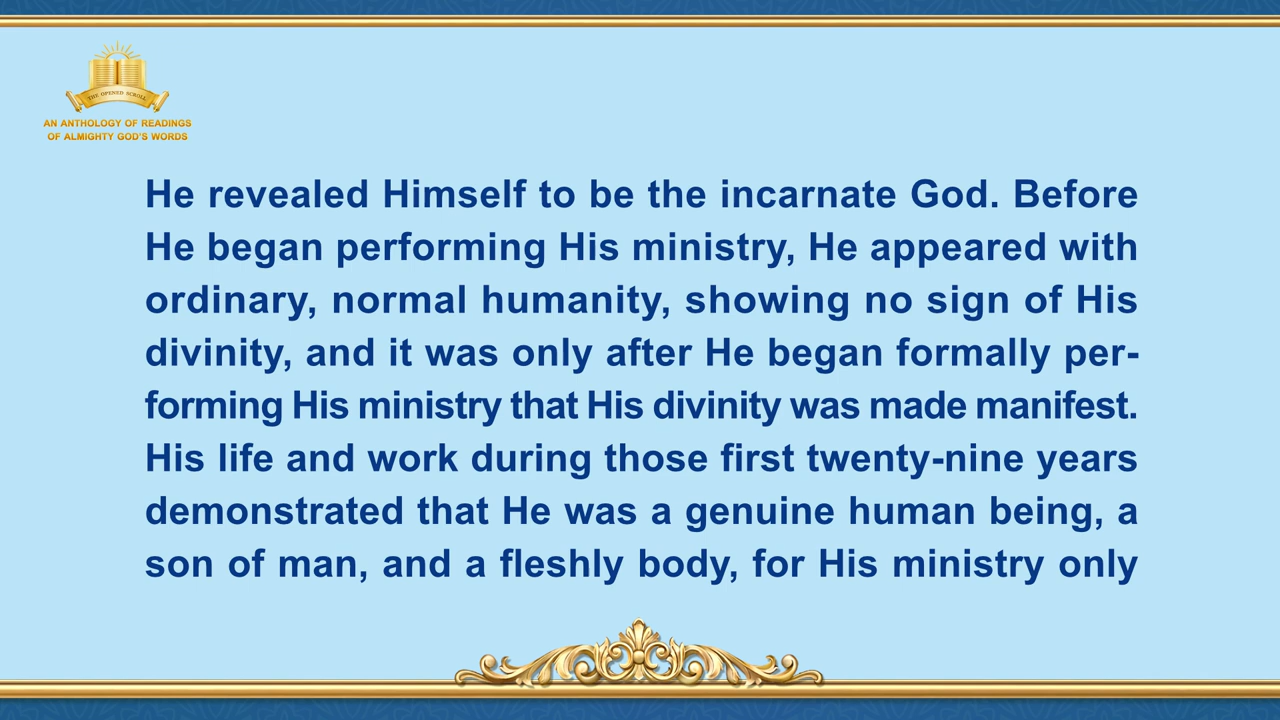 THE OPENED SCROLL
AN ANTHOLOGY OF READINGS
OF ALMIGHTY GOD'S WORDS
He revealed Himself to be the incarnate God. Before
He began performing His ministry, He appeared with
ordinary, normal humanity, showing no sign of His
divinity, and it was only after He began formally per-
forming His ministry that His divinity was made manifest.
His life and work during those first twenty-nine years
demonstrated that He was a genuine human being, a
son of man, and a fleshly body, for His ministry only